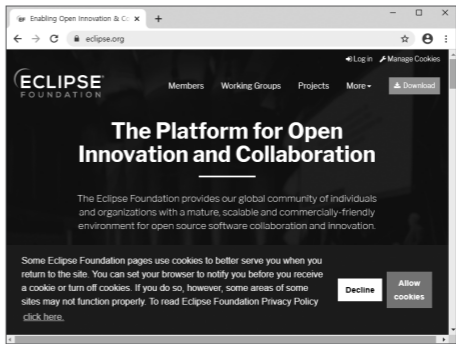 Enabling Open Innovation & Co
eclipse.org
Log in Manage Cookies
ECLIPSE
FOUNDATION
Members Working Groups Projects More Download
The Platform for Open
Innovation and Collaboration
The Eclipse Foundation provides our global community of individuals
and organizations with a mature, scalable and commercially-friendly
environment for open source software collaboration and innovation.
Some Eclipse Foundation pages use cookies to better serve you when you
return to the site. You can set your browser to notify you before you receive
a cookie or turn off cookies. If you do so, however, some areas of some
sites may not function properly. To read Eclipse Foundation Privacy Policy
click here.
Decline
Allow
cookies